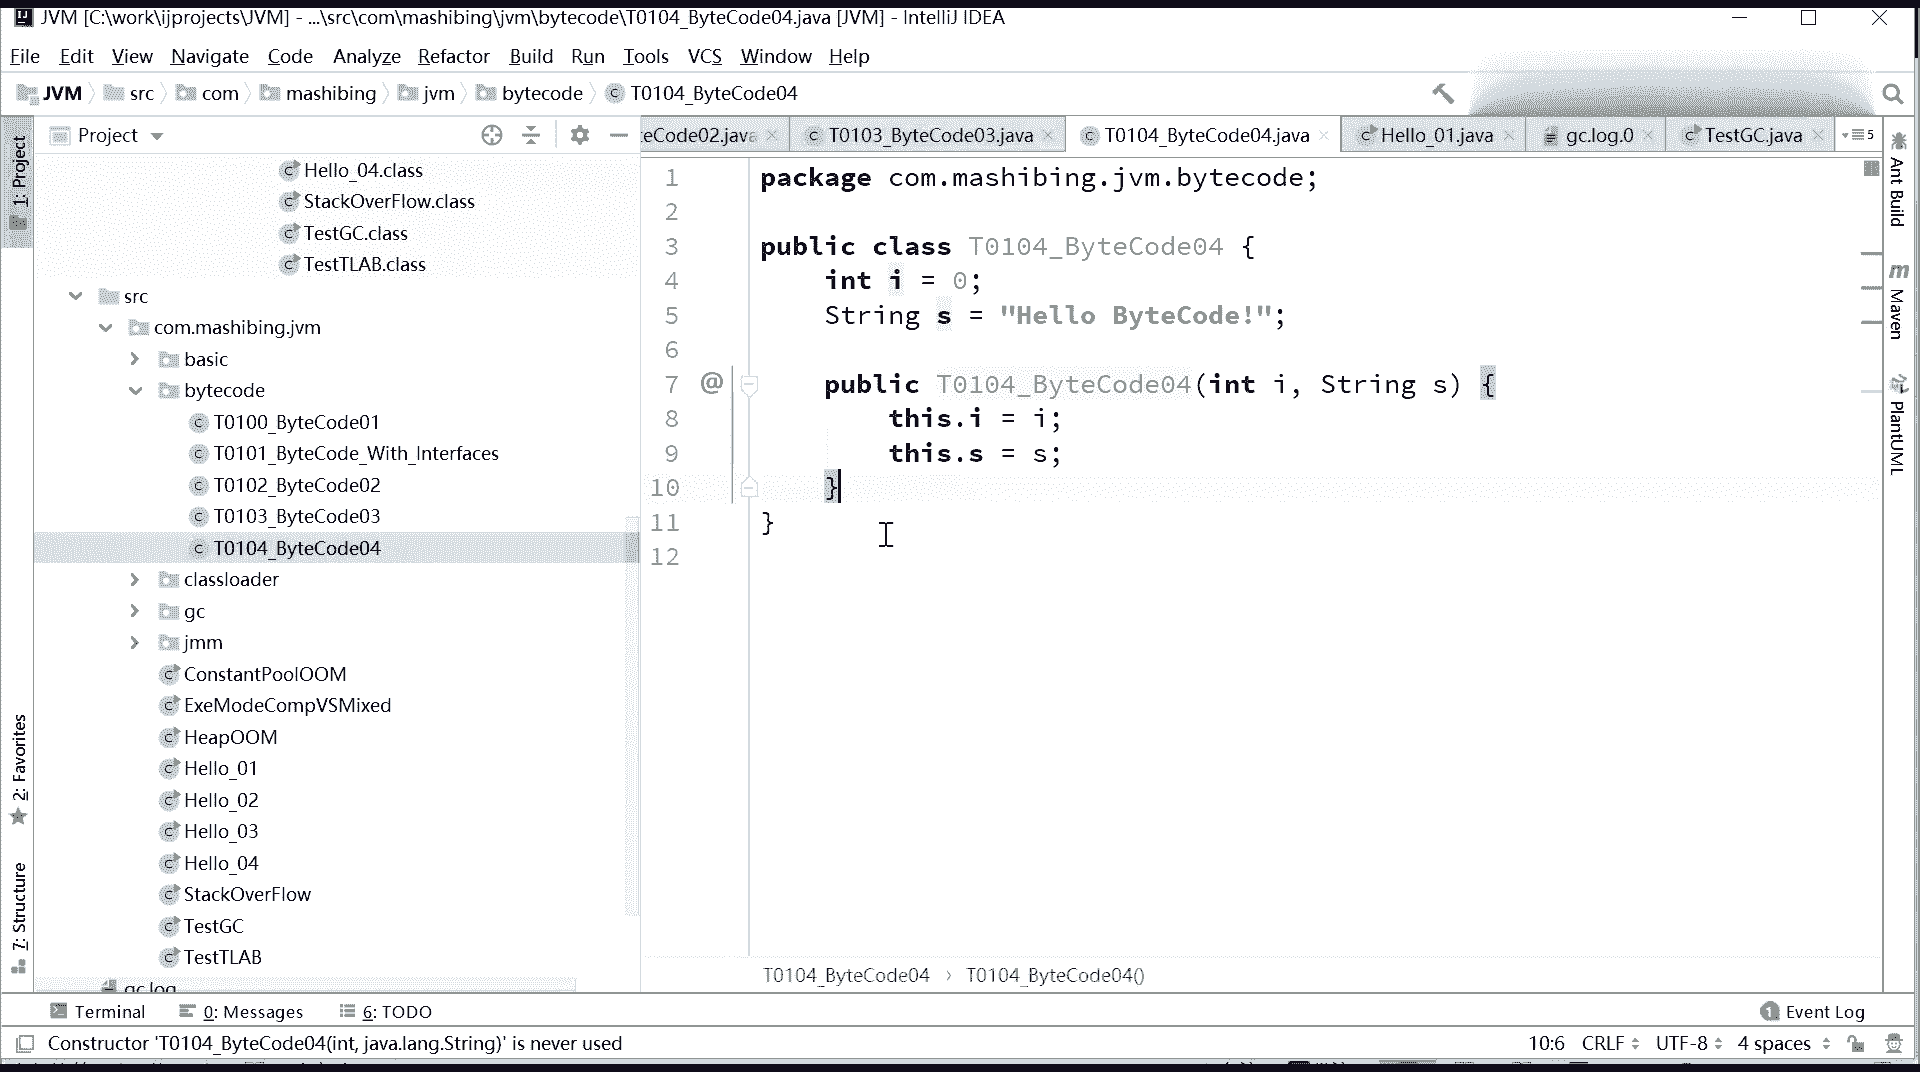 JVM [C:\work\ijprojects\JVM] - ...\src\com\mashibing\jvm\bytecode\T0104_ByteCode04.java [JVM] - IntelliJ IDEA
File Edit View Navigate Code Analyze Refactor Build Run Tools VCS Window Help
JVM src com mashibing jvm bytecode T0104_ByteCode04
Project
teCode02.java T0103_ByteCode03.java T0104_ByteCode04.java Hello_01.java gc.log.0 TestGC.java 5
1: Project
2: Favorites
7: Structure
Hello_04.class
StackOverFlow.class
TestGC.class
TestTLAB.class
src
com.mashibing.jvm
basic
bytecode
T0100_ByteCode01
T0101_ByteCode_With_Interfaces
T0102_ByteCode02
T0103_ByteCode03
T0104_ByteCode04
classloader
gc
jmm
ConstantPoolOOM
ExeModeCompVSMixed
HeapOOM
Hello_01
Hello_02
Hello_03
Hello_04
StackOverFlow
TestGC
TestTLAB
gc.log
1 package com.mashibing.jvm.bytecode;
2
3 public class T0104_ByteCode04 {
4 int i = 0;
5 String s = "Hello ByteCode!";
6
7 @ public T0104_ByteCode04(int i, String s) {
8 this.i = i;
9 this.s = s;
10 }
11 }
12
T0104_ByteCode04 › T0104_ByteCode04()
Ant Build
Maven
PlantUML
Terminal 0: Messages 6: TODO 1 Event Log
Constructor 'T0104_ByteCode04(int, java.lang.String)' is never used 10:6 CRLF UTF-8 4 spaces